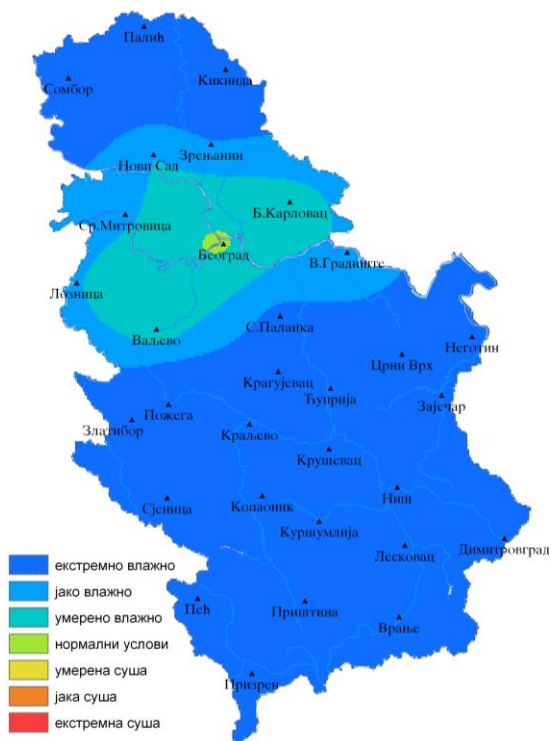 Палић
Кикинда
Сомбор
Зрењанин
Нови Сад
Б.Карловац
Ср.Митровица
Београд
В.Градиште
Лозница
С.Паланка
Ваљево
Неготин
Црни Врх
Крагујевац
Ћуприја
Зајечар
Пожега
Златибор
Краљево
Крушевац
Ниш
Сјеница
Копаоник
Куршумлија
Димитровград
Лесковац
екстремно влажно
јако влажно
Пећ
Приштина
умерено влажно
Врање
нормални услови
умерена суша
Призрен
јака суша
екстремна суша